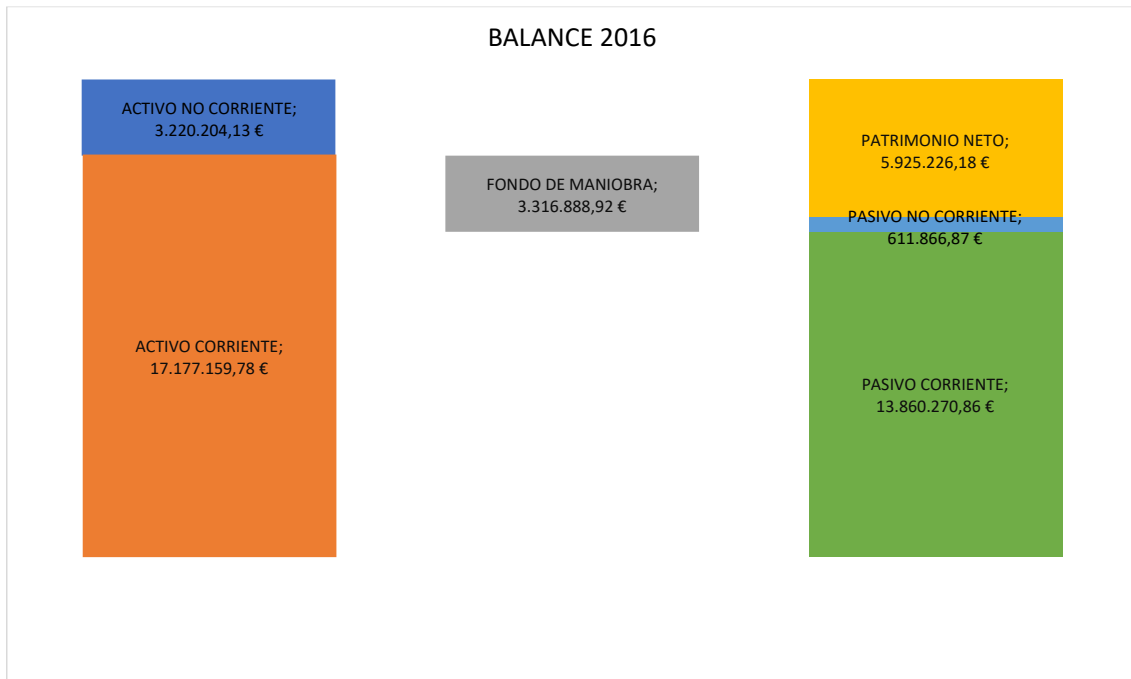 BALANCE 2016
ACTIVO NO CORRIENTE;
3.220.204,13 €
ACTIVO CORRIENTE;
17.177.159,78 €
FONDO DE MANIOBRA;
3.316.888,92 €
PATRIMONIO NETO;
5.925.226,18 €
PASIVO NO CORRIENTE;
611.866,87 €
PASIVO CORRIENTE;
13.860.270,86 €